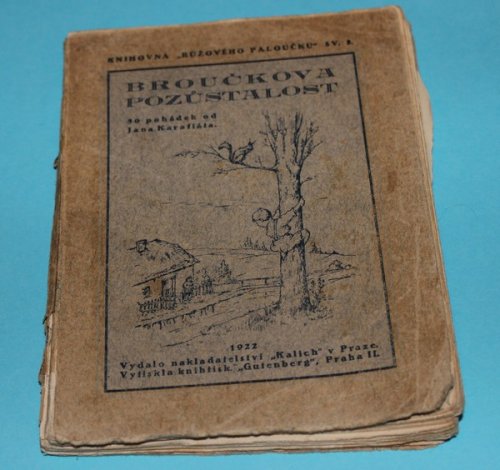 KNIHOVNA „RŮŽOVÉHO PALOUČKU" SV. 1.
BROUČKOVA
POZŮSTALOST
30 pohádek od
Jana Karafiáta.
1922
Vydalo nakladatelství „Kalich" v Praze.
Vytiskla knihtisk. „Gutenberg", Praha II.